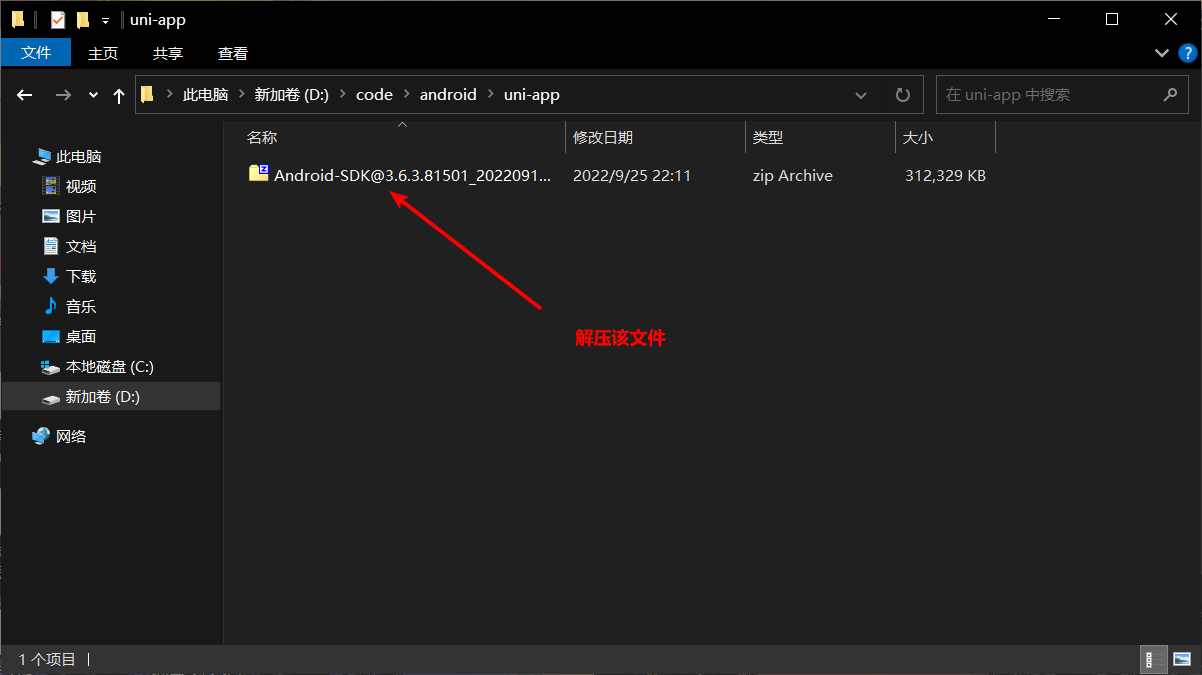 uni-app
文件 主页 共享 查看
此电脑 新加卷 (D:) code android uni-app
在 uni-app 中搜索
名称 修改日期 类型 大小
Android-SDK@3.6.3.81501_2022091... 2022/9/25 22:11 zip Archive 312,329 KB
此电脑
视频
图片
文档
下载
音乐
桌面
本地磁盘 (C:)
新加卷 (D:)
网络
解压该文件
1 个项目